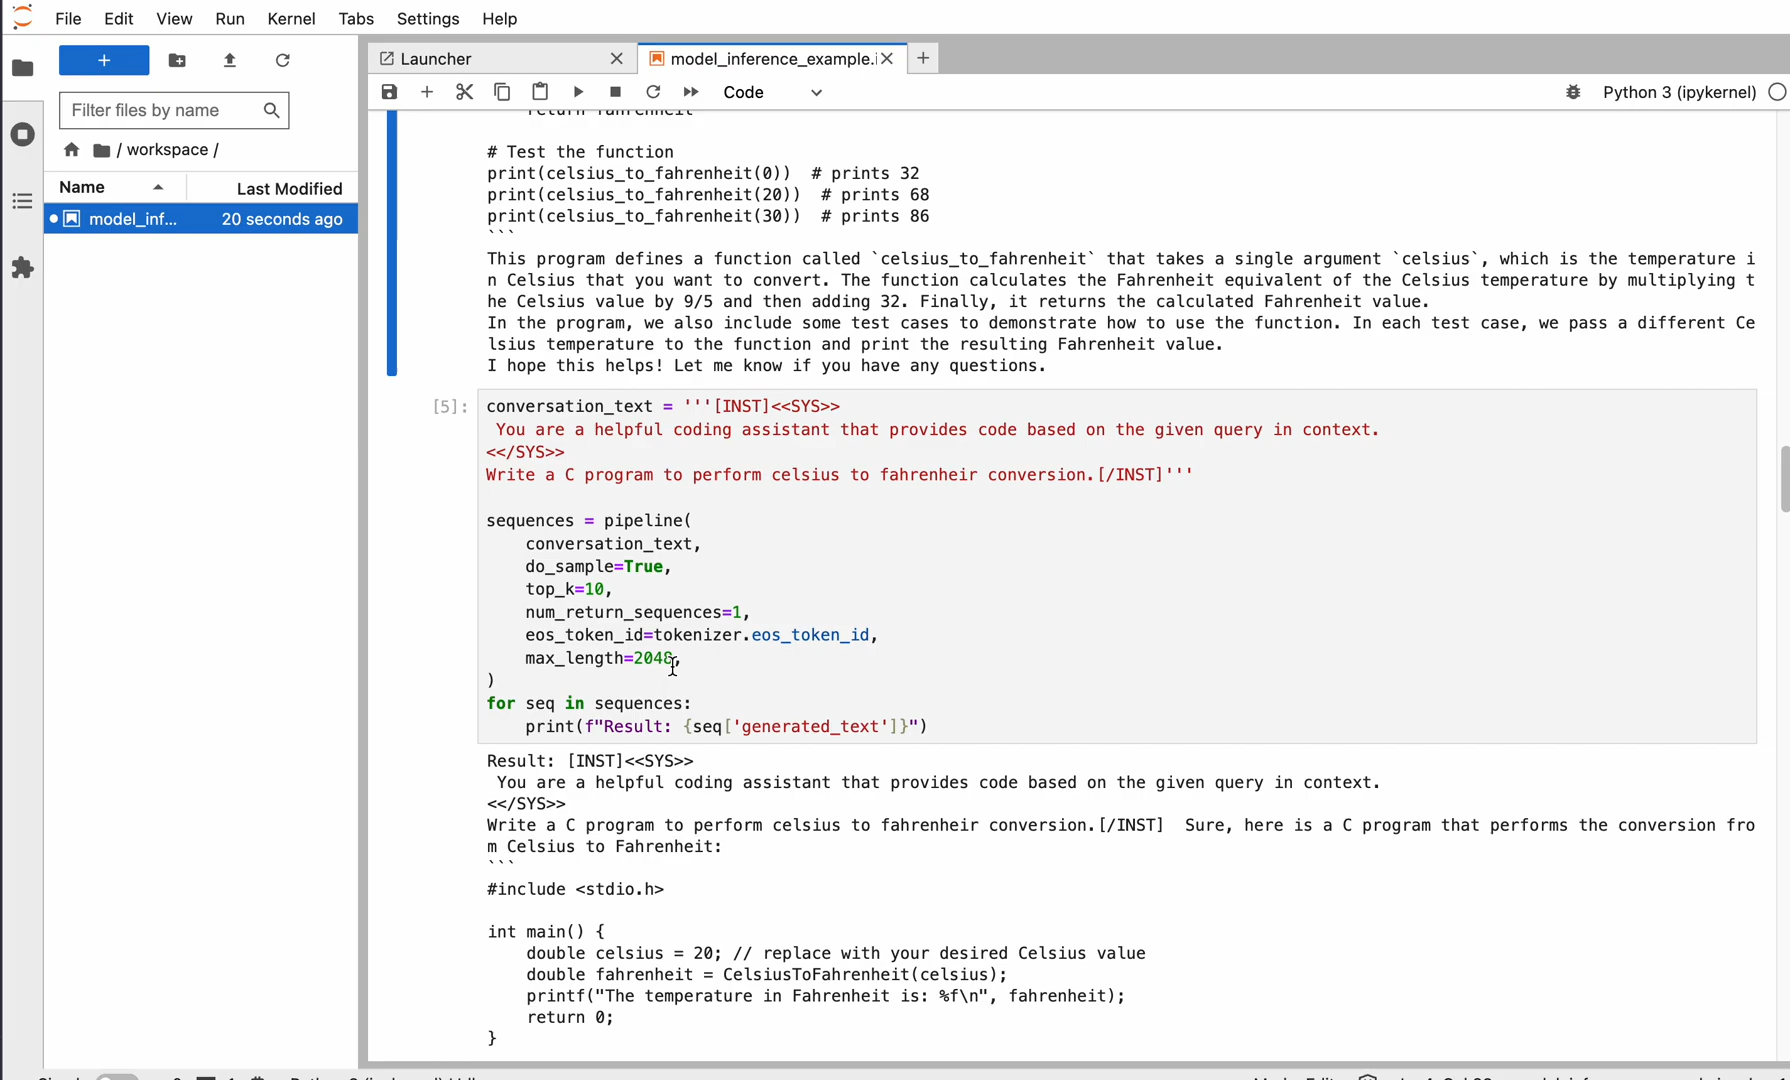 File Edit View Run Kernel Tabs Settings Help
+
Launcher
model_inference_example.i
+
Filter files by name
Code
Python 3 (ipykernel)
/ workspace /
Name Last Modified
model_inf... 20 seconds ago
return fahrenheit
# Test the function
print(celsius_to_fahrenheit(0))  # prints 32
print(celsius_to_fahrenheit(20))  # prints 68
print(celsius_to_fahrenheit(30))  # prints 86
```
This program defines a function called `celsius_to_fahrenheit` that takes a single argument `celsius`, which is the temperature i
n Celsius that you want to convert. The function calculates the Fahrenheit equivalent of the Celsius temperature by multiplying t
he Celsius value by 9/5 and then adding 32. Finally, it returns the calculated Fahrenheit value.
In the program, we also include some test cases to demonstrate how to use the function. In each test case, we pass a different Ce
lsius temperature to the function and print the resulting Fahrenheit value.
I hope this helps! Let me know if you have any questions.
[5]:
conversation_text = '''[INST]<<SYS>>
You are a helpful coding assistant that provides code based on the given query in context.
<</SYS>>
Write a C program to perform celsius to fahrenheir conversion.[/INST]'''
sequences = pipeline(
conversation_text,
do_sample=True,
top_k=10,
num_return_sequences=1,
eos_token_id=tokenizer.eos_token_id,
max_length=2048,
)
for seq in sequences:
print(f"Result: {seq['generated_text']}")
Result: [INST]<<SYS>>
You are a helpful coding assistant that provides code based on the given query in context.
<</SYS>>
Write a C program to perform celsius to fahrenheir conversion.[/INST]  Sure, here is a C program that performs the conversion fro
m Celsius to Fahrenheit:
```
#include <stdio.h>
int main() {
double celsius = 20; // replace with your desired Celsius value
double fahrenheit = CelsiusToFahrenheit(celsius);
printf("The temperature in Fahrenheit is: %f\n", fahrenheit);
return 0;
}